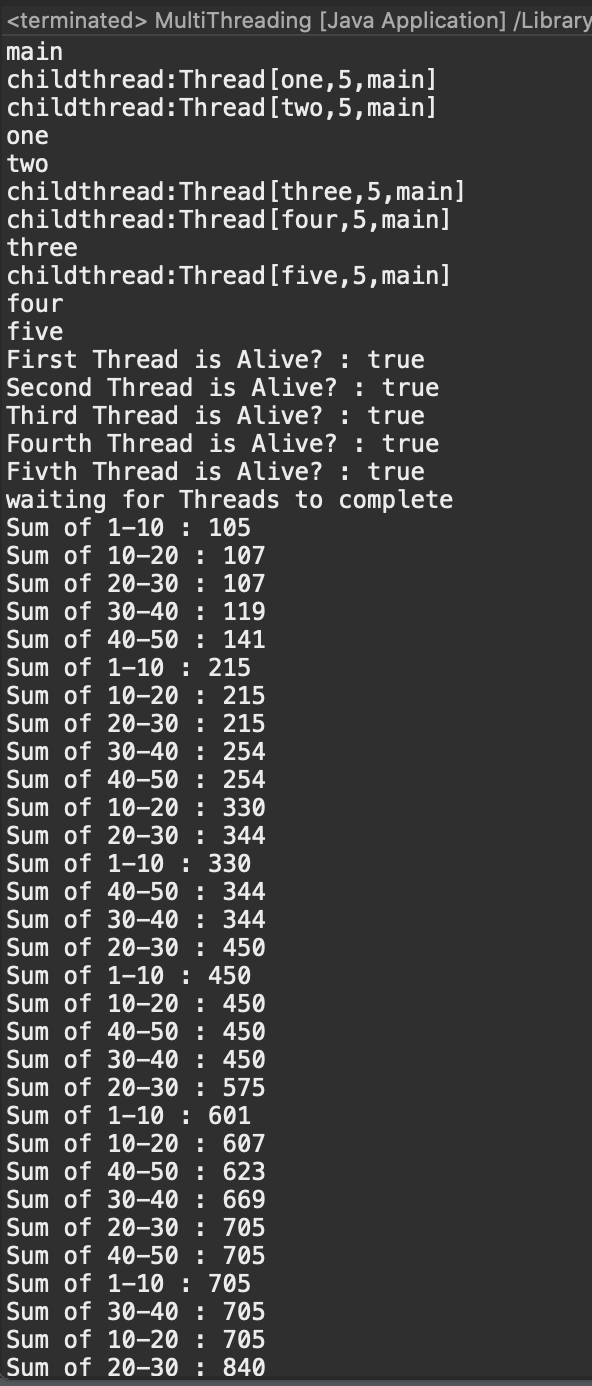 <terminated> MultiThreading [Java Application] /Library
main
childthread:Thread[one,5,main]
childthread:Thread[two,5,main]
one
two
childthread:Thread[three,5,main]
childthread:Thread[four,5,main]
three
childthread:Thread[five,5,main]
four
five
First Thread is Alive? : true
Second Thread is Alive? : true
Third Thread is Alive? : true
Fourth Thread is Alive? : true
Fivth Thread is Alive? : true
waiting for Threads to complete
Sum of 1-10 : 105
Sum of 10-20 : 107
Sum of 20-30 : 107
Sum of 30-40 : 119
Sum of 40-50 : 141
Sum of 1-10 : 215
Sum of 10-20 : 215
Sum of 20-30 : 215
Sum of 30-40 : 254
Sum of 40-50 : 254
Sum of 10-20 : 330
Sum of 20-30 : 344
Sum of 1-10 : 330
Sum of 40-50 : 344
Sum of 30-40 : 344
Sum of 20-30 : 450
Sum of 1-10 : 450
Sum of 10-20 : 450
Sum of 40-50 : 450
Sum of 30-40 : 450
Sum of 20-30 : 575
Sum of 1-10 : 601
Sum of 10-20 : 607
Sum of 40-50 : 623
Sum of 30-40 : 669
Sum of 20-30 : 705
Sum of 40-50 : 705
Sum of 1-10 : 705
Sum of 30-40 : 705
Sum of 10-20 : 705
Sum of 20-30 : 840